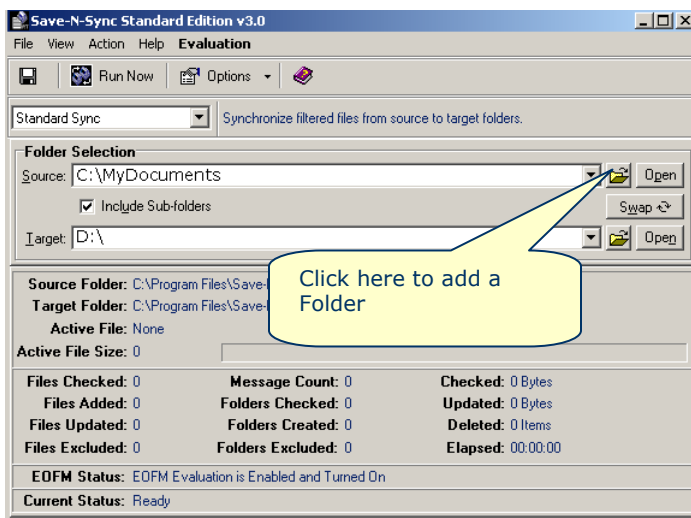 Save-N-Sync Standard Edition v3.0
File View Action Help Evaluation
Run Now Options
Standard Sync Synchronize filtered files from source to target folders.
Folder Selection
Source: C:\MyDocuments Open
Include Sub-folders Swap
Target: D:\ Open
Click here to add a
Folder
Source Folder: C:\Program Files\Save-
Target Folder: C:\Program Files\Save-
Active File: None
Active File Size: 0
Files Checked: 0 Message Count: 0 Checked: 0 Bytes
Files Added: 0 Folders Checked: 0 Updated: 0 Bytes
Files Updated: 0 Folders Created: 0 Deleted: 0 Items
Files Excluded: 0 Folders Excluded: 0 Elapsed: 00:00:00
EOFM Status: EOFM Evaluation is Enabled and Turned On
Current Status: Ready